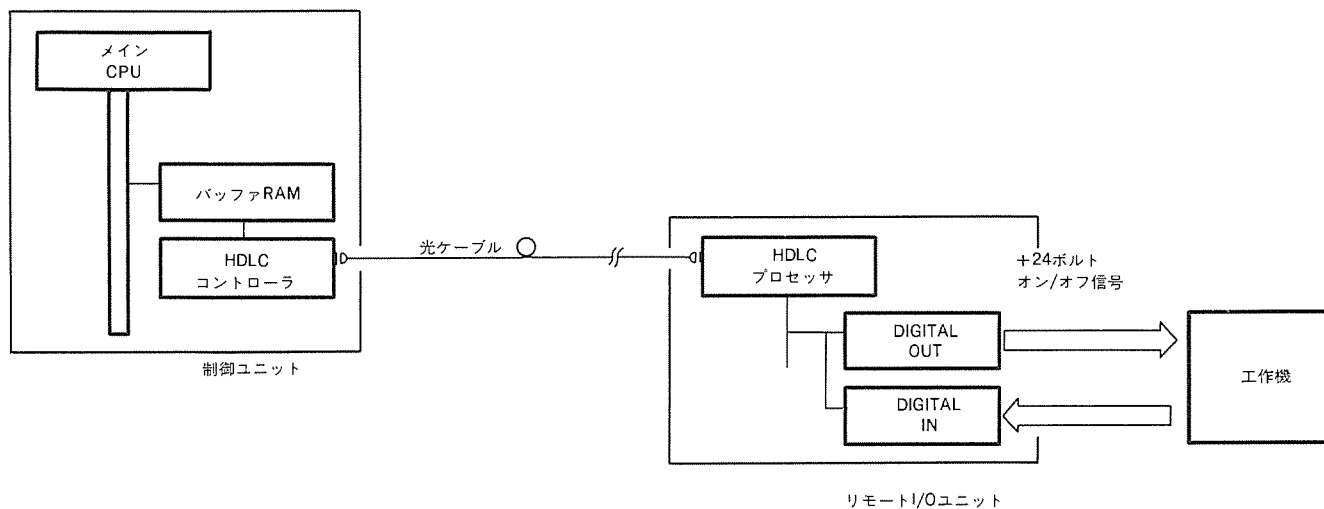 メイン
CPU
バッファRAM
HDLC
コントローラ
制御ユニット
光ケーブル
HDLC
プロセッサ
+24ボルト
オン/オフ信号
DIGITAL
OUT
DIGITAL
IN
工作機
リモートI/Oユニット